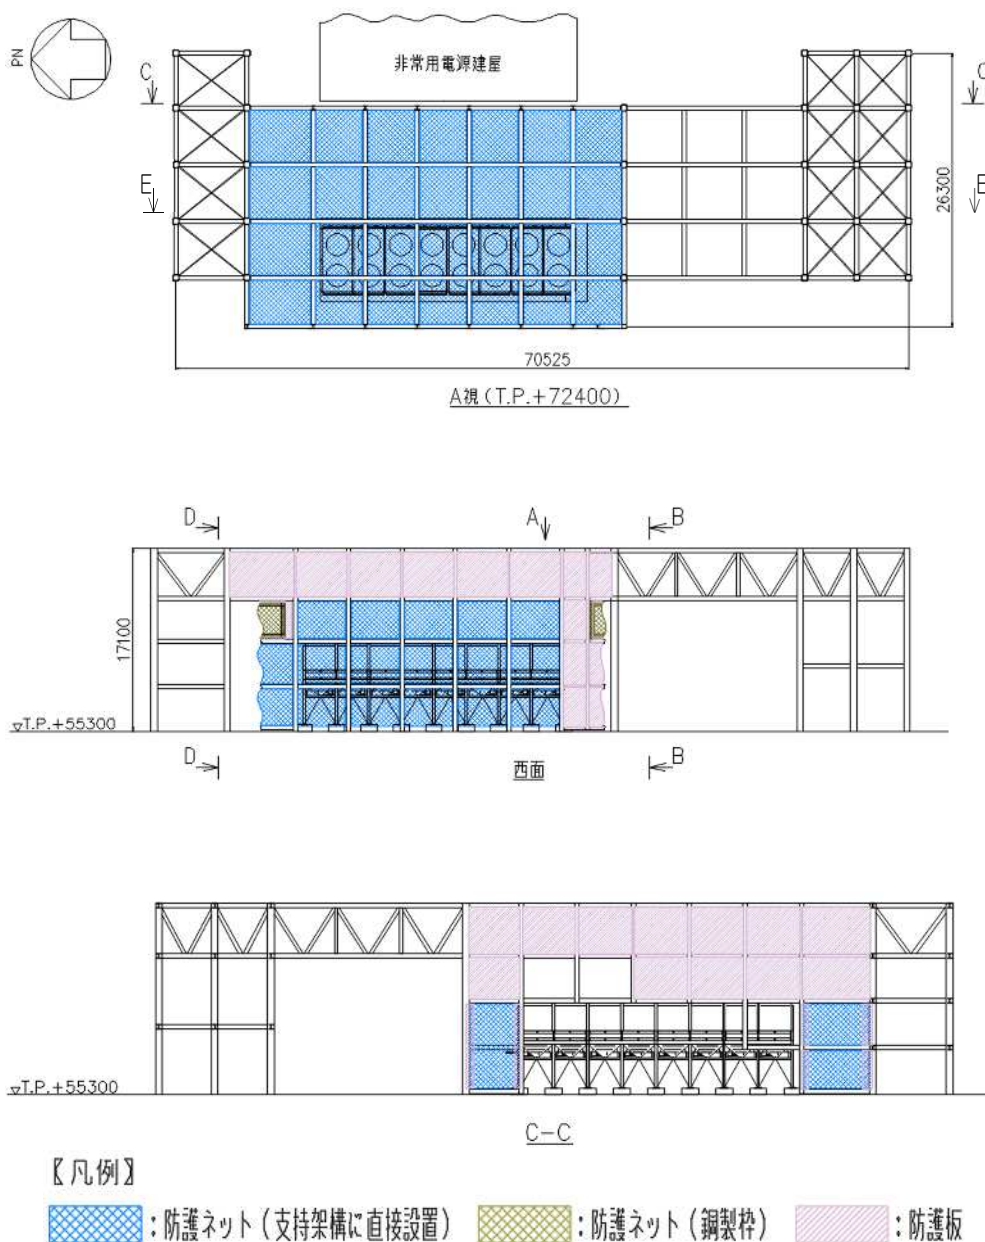 PN
非常用電源建屋
C
C
E
E
26300
70525
A視(T.P.+72400)
D
A
B
17100
▽T.P.+55300
D
B
西面
▽T.P.+55300
C-C
【凡例】
:防護ネット(支持架構に直接設置)
:防護ネット(鋼製枠)
:防護板